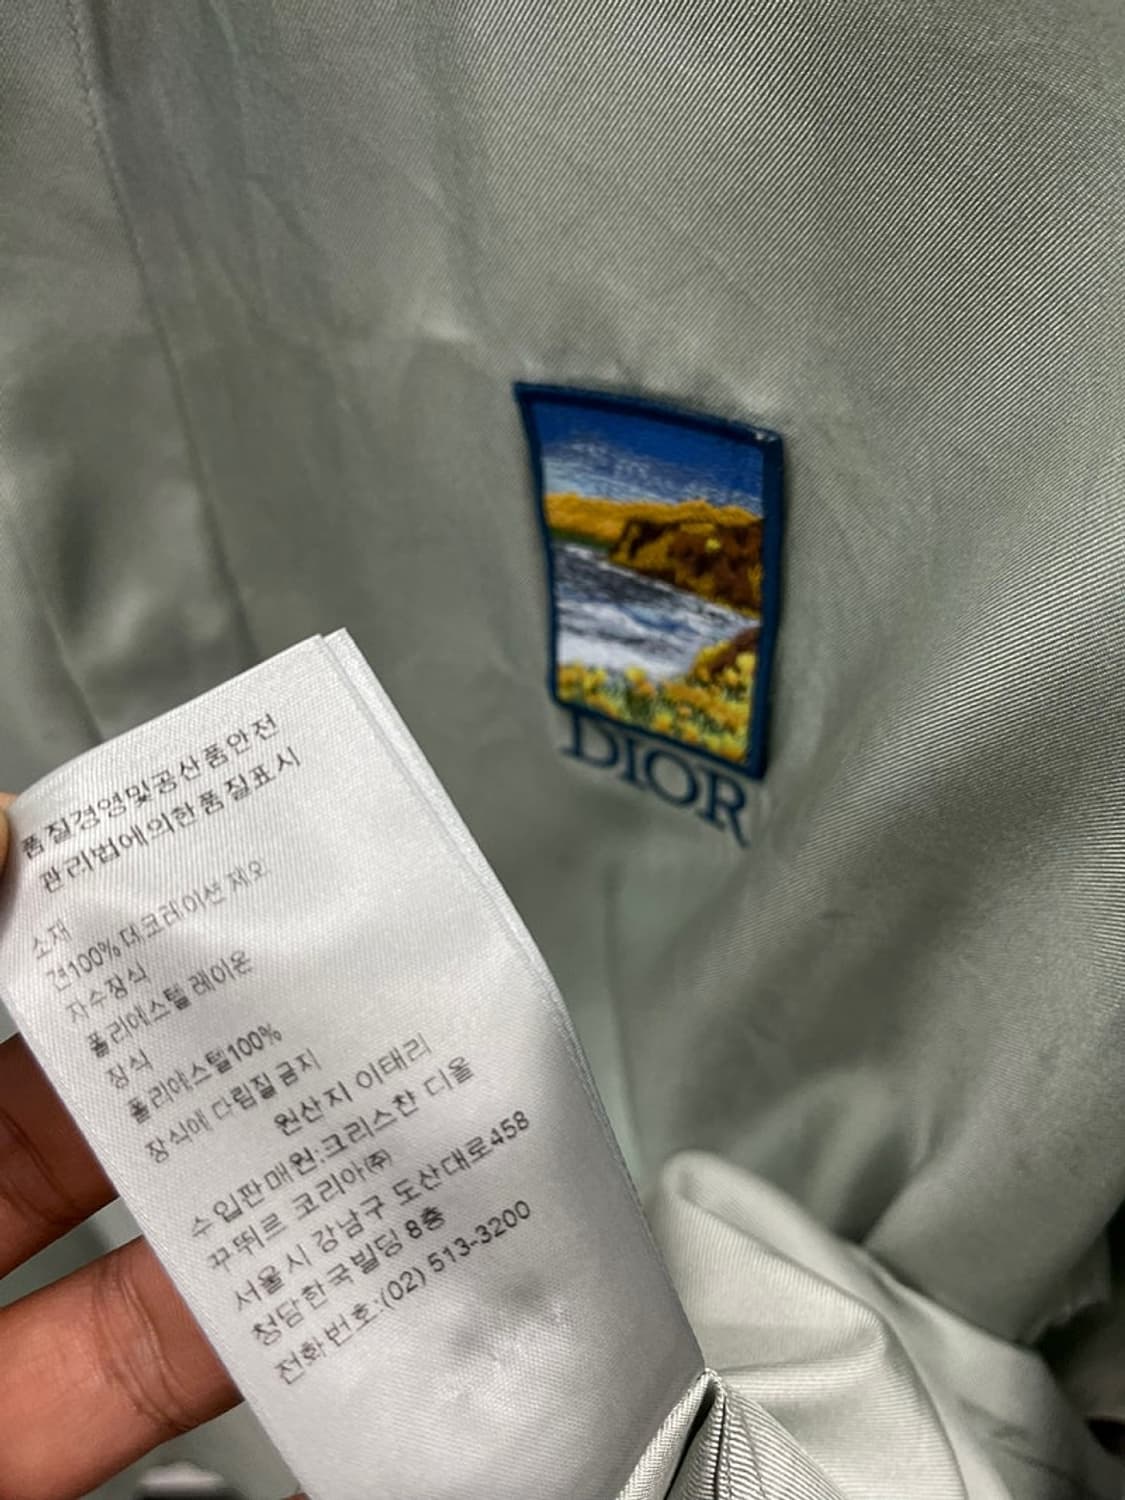 품질경영및공산품안전
관리법에의한품질표시
소재
견100% 데코레이션 제외
자수장식
폴리에스텔 레이온
장식
폴리에스텔100%
장식에 다림질 금지
원산지 이태리
수입판매원:크리스찬 디올
꾸뛰르 코리아㈜
서울시 강남구 도산대로458
청담한국빌딩 8층
전화번호:(02) 513-3200
DIOR